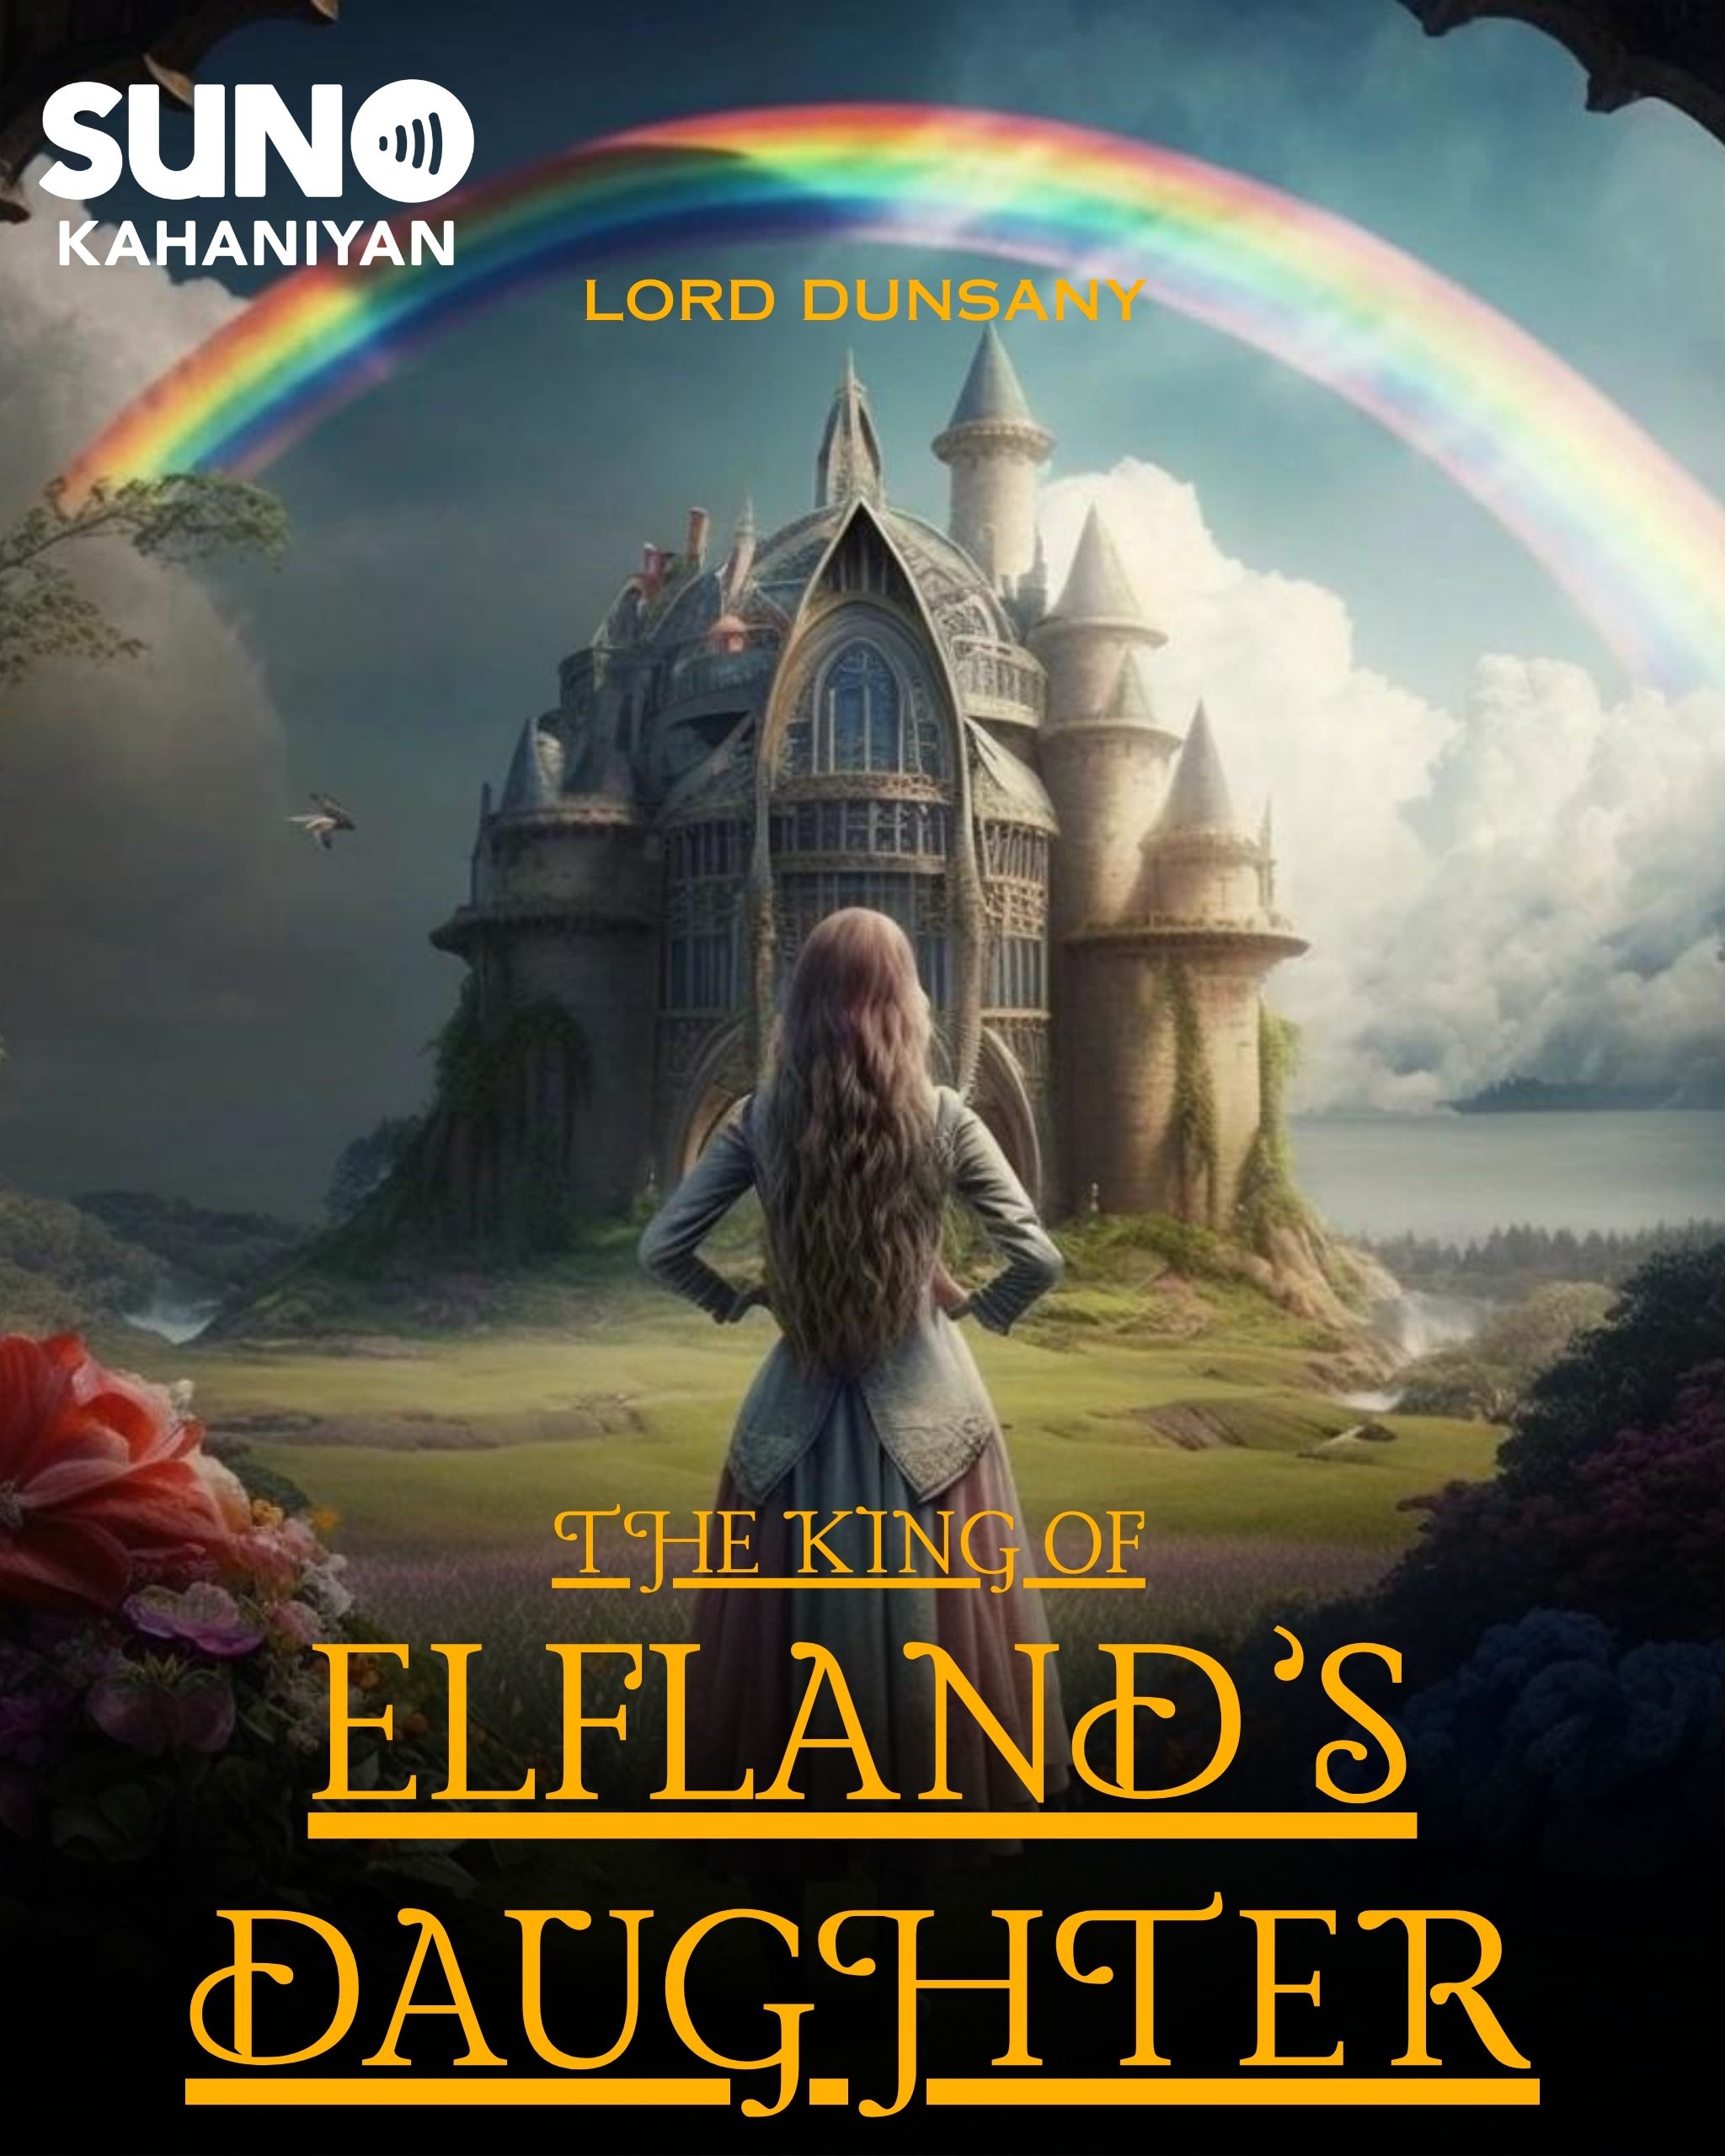 SUNO
KAHANIYAN
LORD DUNSANY
THE KING OF
ELFLAND'S
DAUGHTER